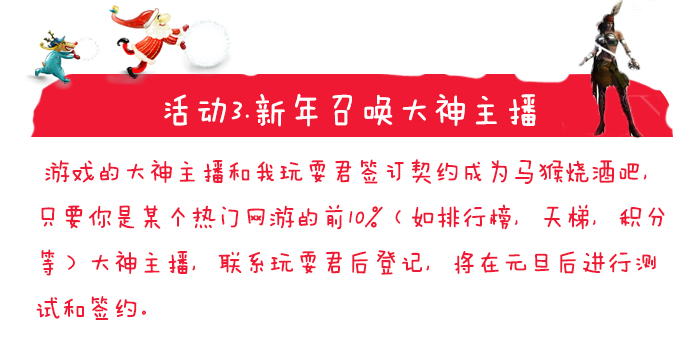 活动3.新年召唤大神主播
游戏的大神主播和我玩耍君签订契约成为马猴烧酒吧,
只要你是某个热门网游的前10%(如排行榜,天梯,积分
等)大神主播,联系玩耍君后登记,将在元旦后进行测
试和签约。